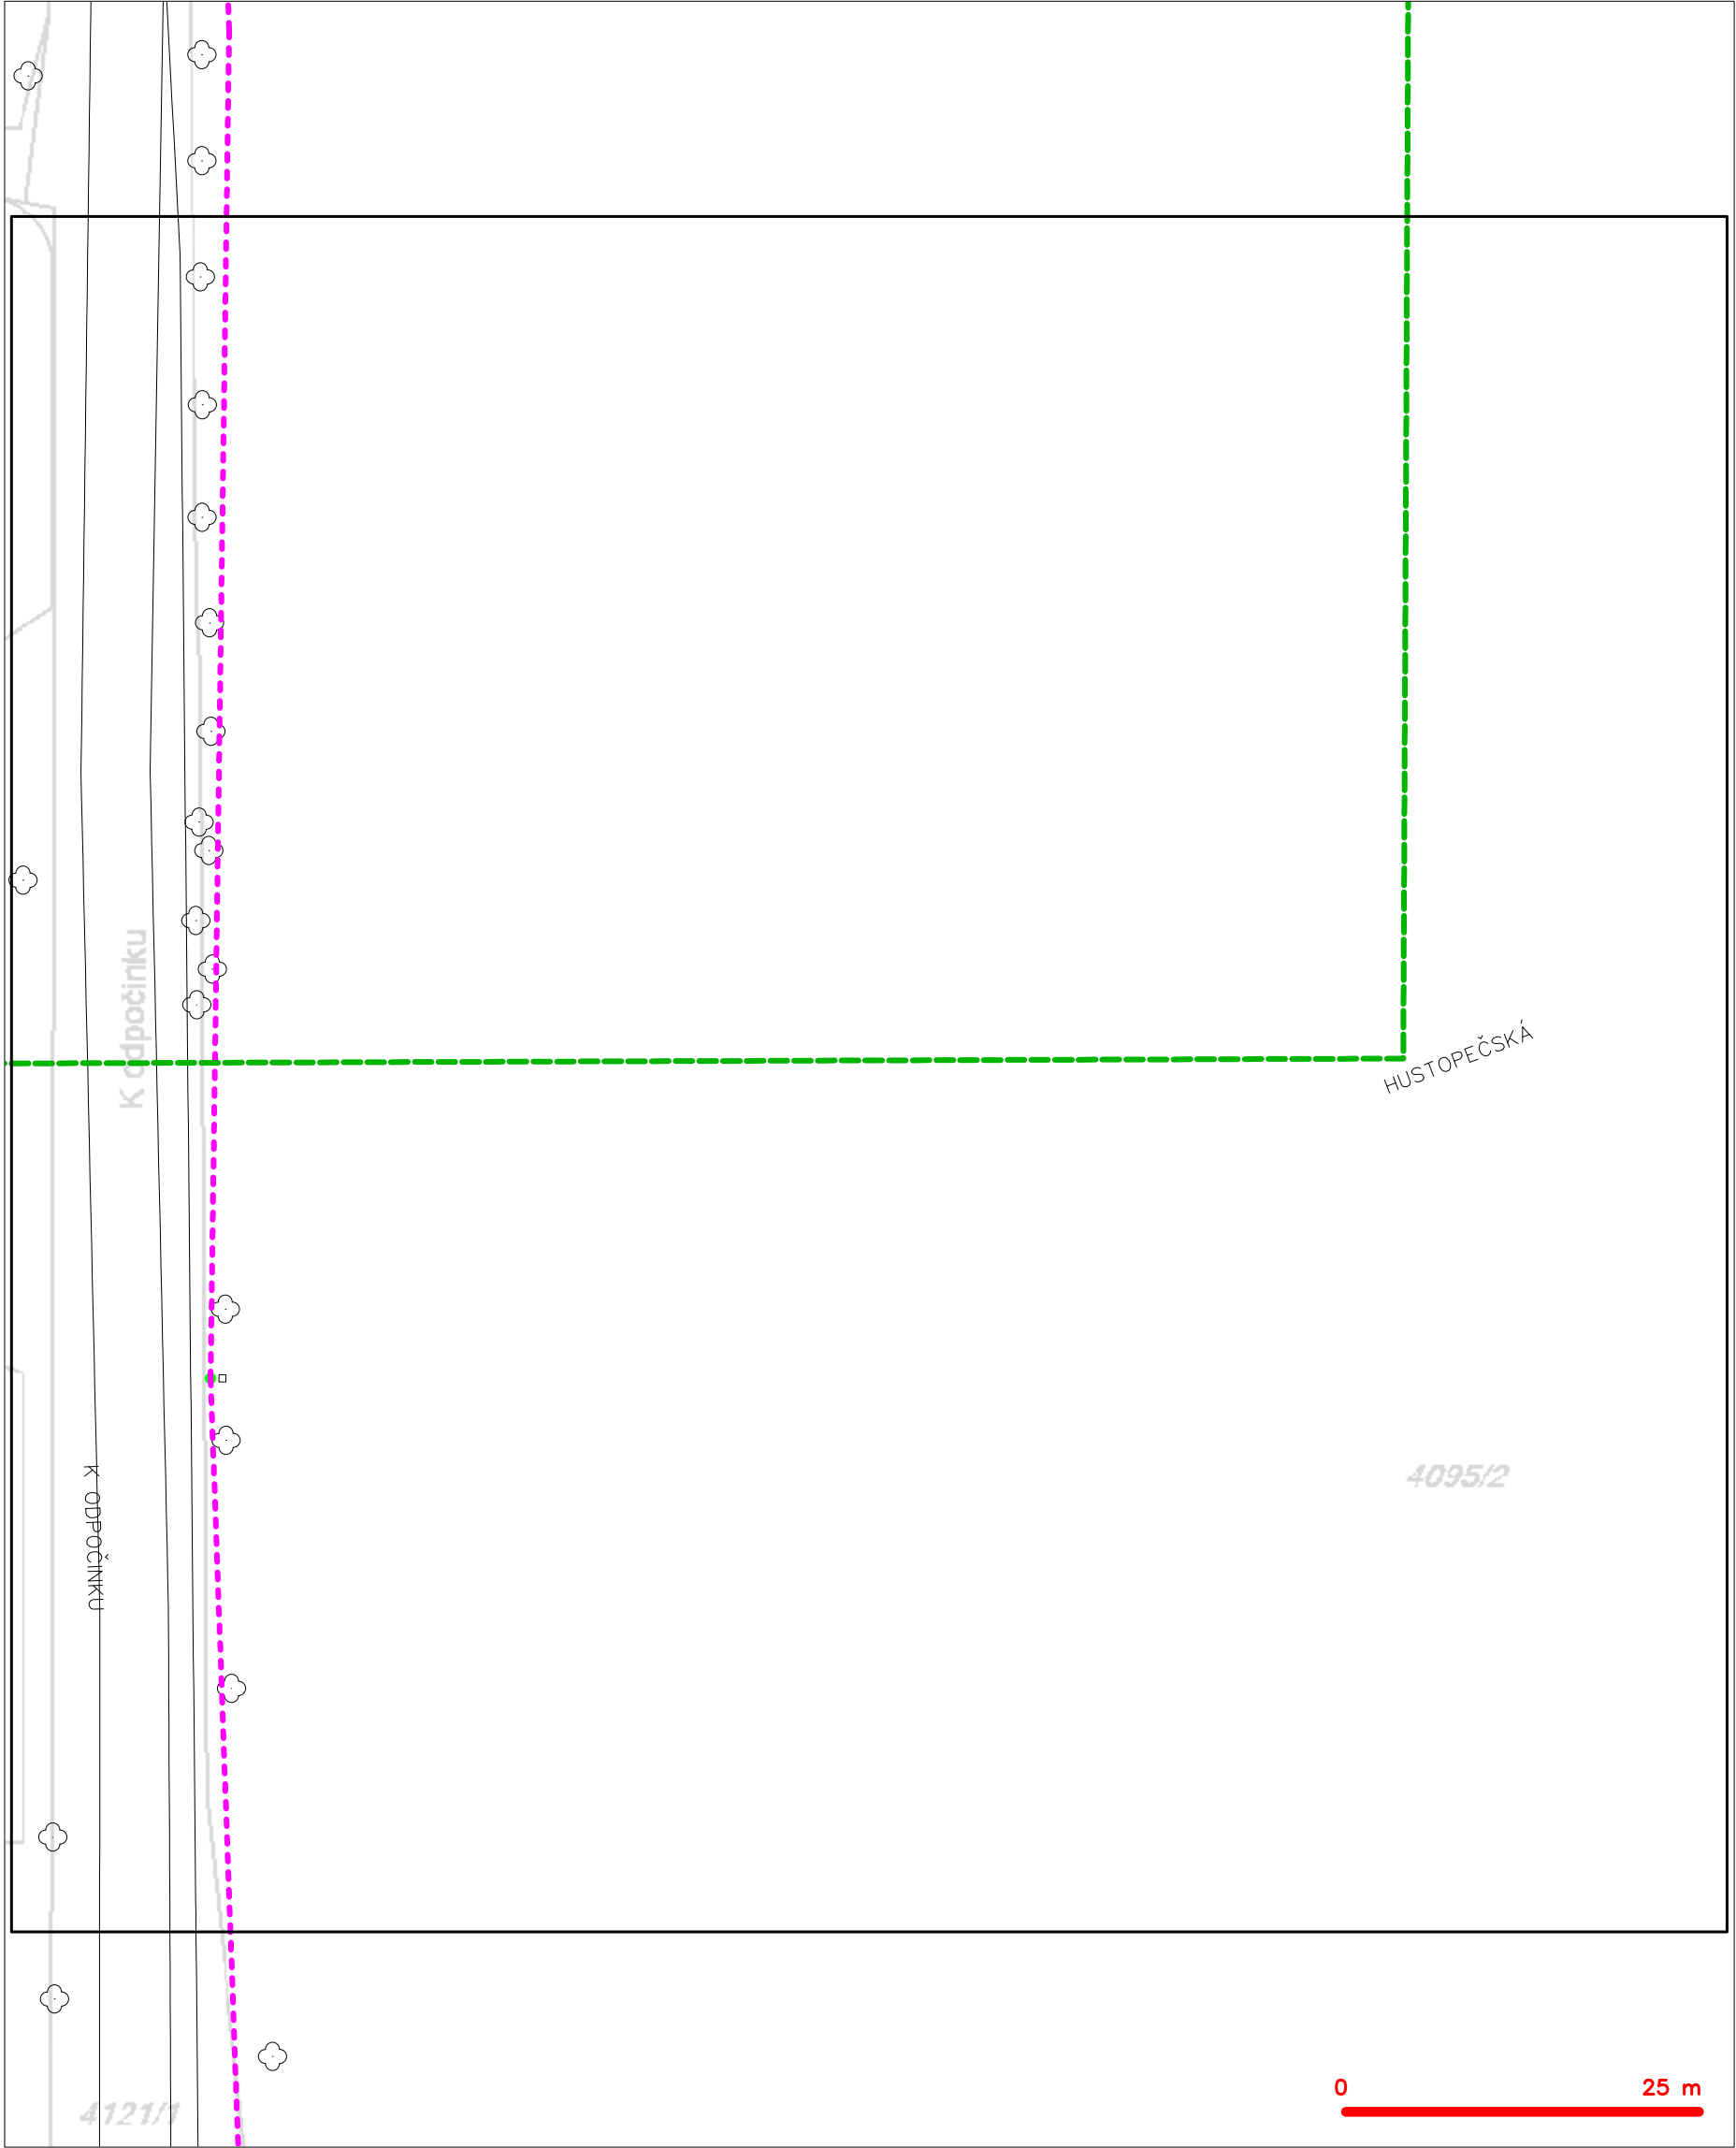 K odpočinku
HUSTOPEČSKÁ
K ODPOČINKU
4095/2
4121/1
0 25 m